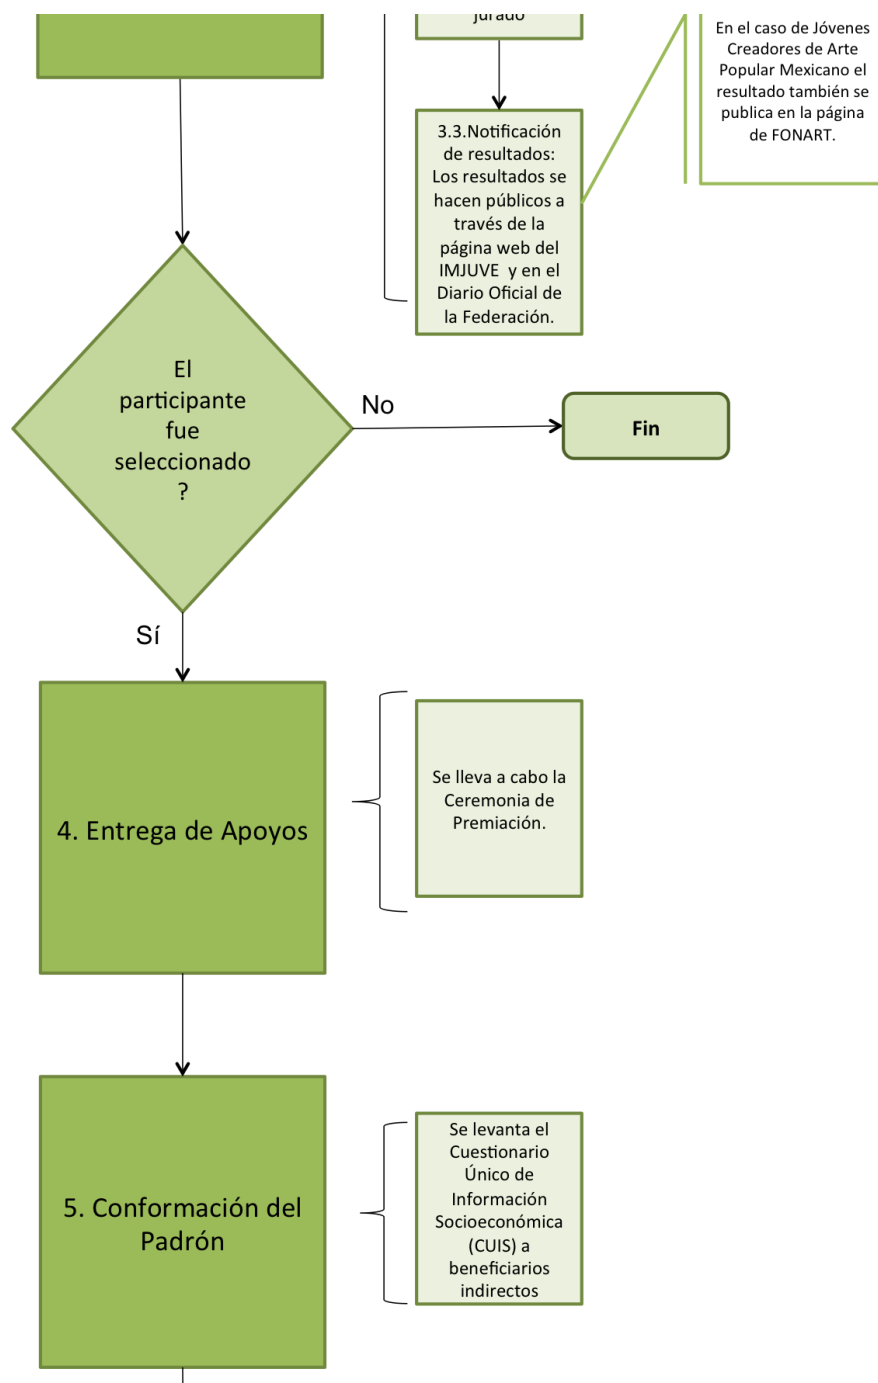 jurado
En el caso de Jóvenes
Creadores de Arte
Popular Mexicano el
resultado también se
publica en la página
de FONART.
3.3.Notificación
de resultados:
Los resultados se
hacen públicos a
través de la
página web del
IMJUVE y en el
Diario Oficial de
la Federación.
El
participante
fue
seleccionado
?
No
Fin
Sí
4. Entrega de Apoyos
Se lleva a cabo la
Ceremonia de
Premiación.
5. Conformación del
Padrón
Se levanta el
Cuestionario
Único de
Información
Socioeconómica
(CUIS) a
beneficiarios
indirectos